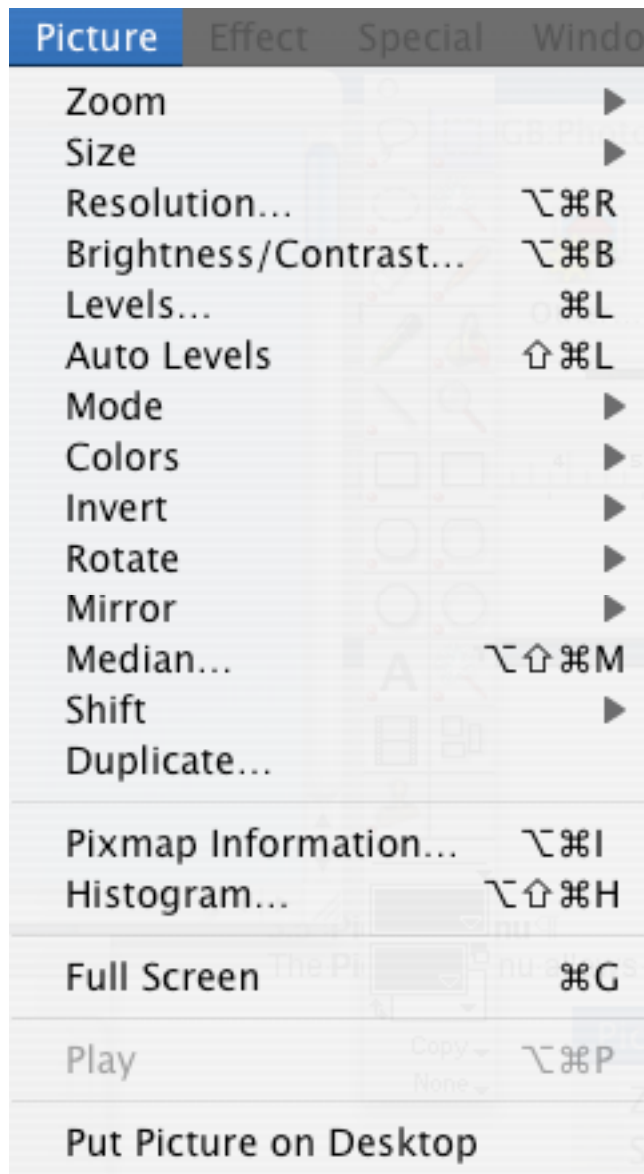 Picture Effect Special Windo
Zoom ▶
Size ▶
Resolution... ⌥⌘R
Brightness/Contrast... ⌥⌘B
Levels... ⌘L
Auto Levels ⇧⌘L
Mode ▶
Colors ▶
Invert ▶
Rotate ▶
Mirror ▶
Median... ⌥⇧⌘M
Shift ▶
Duplicate...
Pixmap Information... ⌥⌘I
Histogram... ⌥⇧⌘H
Full Screen ⌘G
Play ⌥⌘P
Put Picture on Desktop